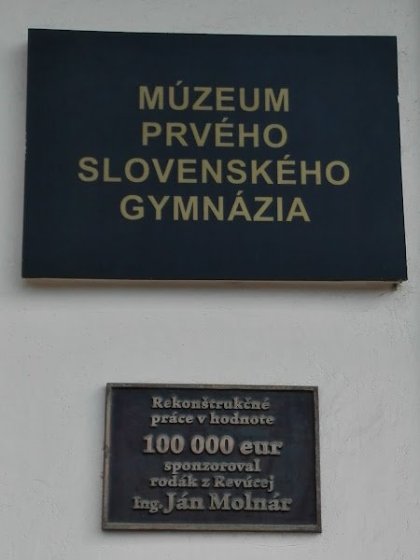 MÚZEUM
PRVÉHO
SLOVENSKÉHO
GYMNÁZIA
Rekonštrukčné
práce v hodnote
100 000 eur
sponzoroval
rodák z Revúcej
Ing. Ján Molnár